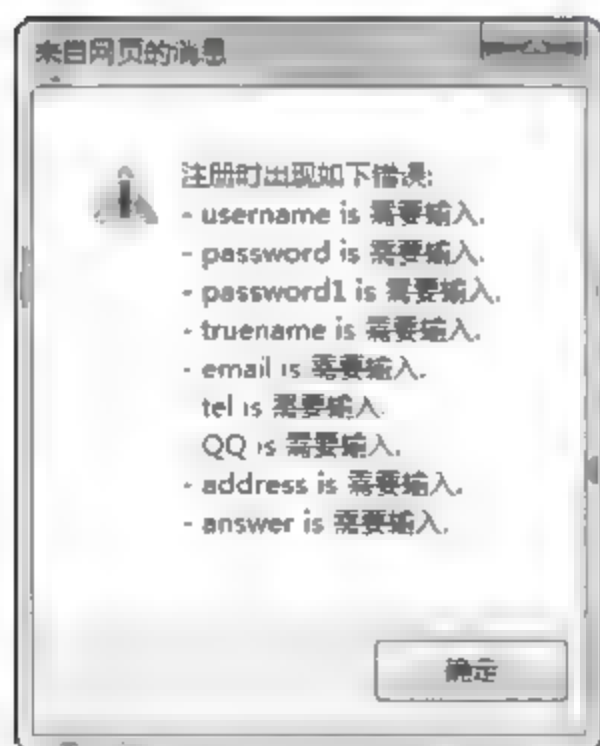 来自网页的消息
注册时出现如下错误:
- username is 需要输入.
- password is 需要输入.
- password1 is 需要输入.
- truename is 需要输入.
- email is 需要输入.
tel is 需要输入.
QQ is 需要输入.
- address is 需要输入.
- answer is 需要输入.
确定